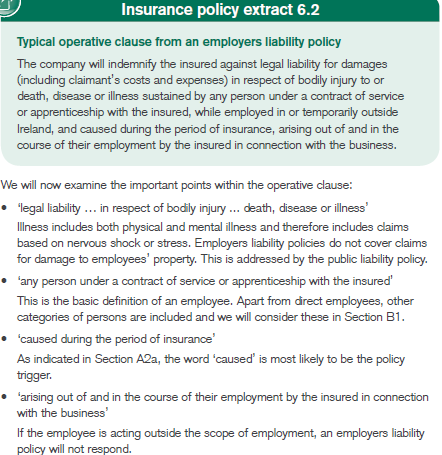 Insurance policy extract 6.2
Typical operative clause from an employers liability policy
The company will indemnify the insured against legal liability for damages
(including claimant's costs and expenses) in respect of bodily injury to or
death, disease or illness sustained by any person under a contract of service
or apprenticeship with the insured, while employed in or temporarily outside
Ireland, and caused during the period of insurance, arising out of and in the
course of their employment by the insured in connection with the business.
We will now examine the important points within the operative clause:
• 'legal liability … in respect of bodily injury ... death, disease or illness'
Illness includes both physical and mental illness and therefore includes claims
based on nervous shock or stress. Employers liability policies do not cover claims
for damage to employees' property. This is addressed by the public liability policy.
• 'any person under a contract of service or apprenticeship with the insured'
This is the basic definition of an employee. Apart from direct employees, other
categories of persons are included and we will consider these in Section B1.
• 'caused during the period of insurance'
As indicated in Section A2a, the word 'caused' is most likely to be the policy
trigger.
• 'arising out of and in the course of their employment by the insured in connection
with the business'
If the employee is acting outside the scope of employment, an employers liability
policy will not respond.